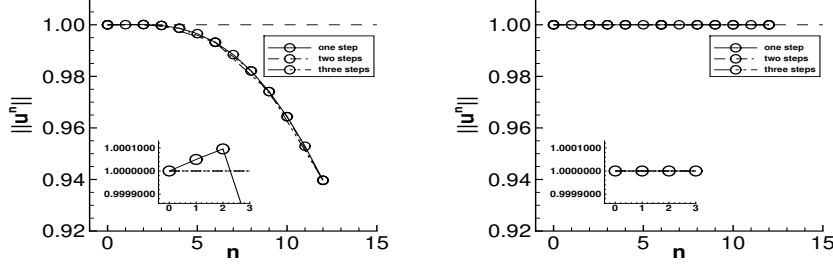 1.00
0.98
0.96
0.94
0.92
||uⁿ||
one step
two steps
three steps
1.0001000
1.0000000
0.9999000
0 1 2 3
0 5 10 15
n
1.00
0.98
0.96
0.94
0.92
||uⁿ||
one step
two steps
three steps
1.0001000
1.0000000
0.9999000
0 1 2 3
0 5 10 15
n